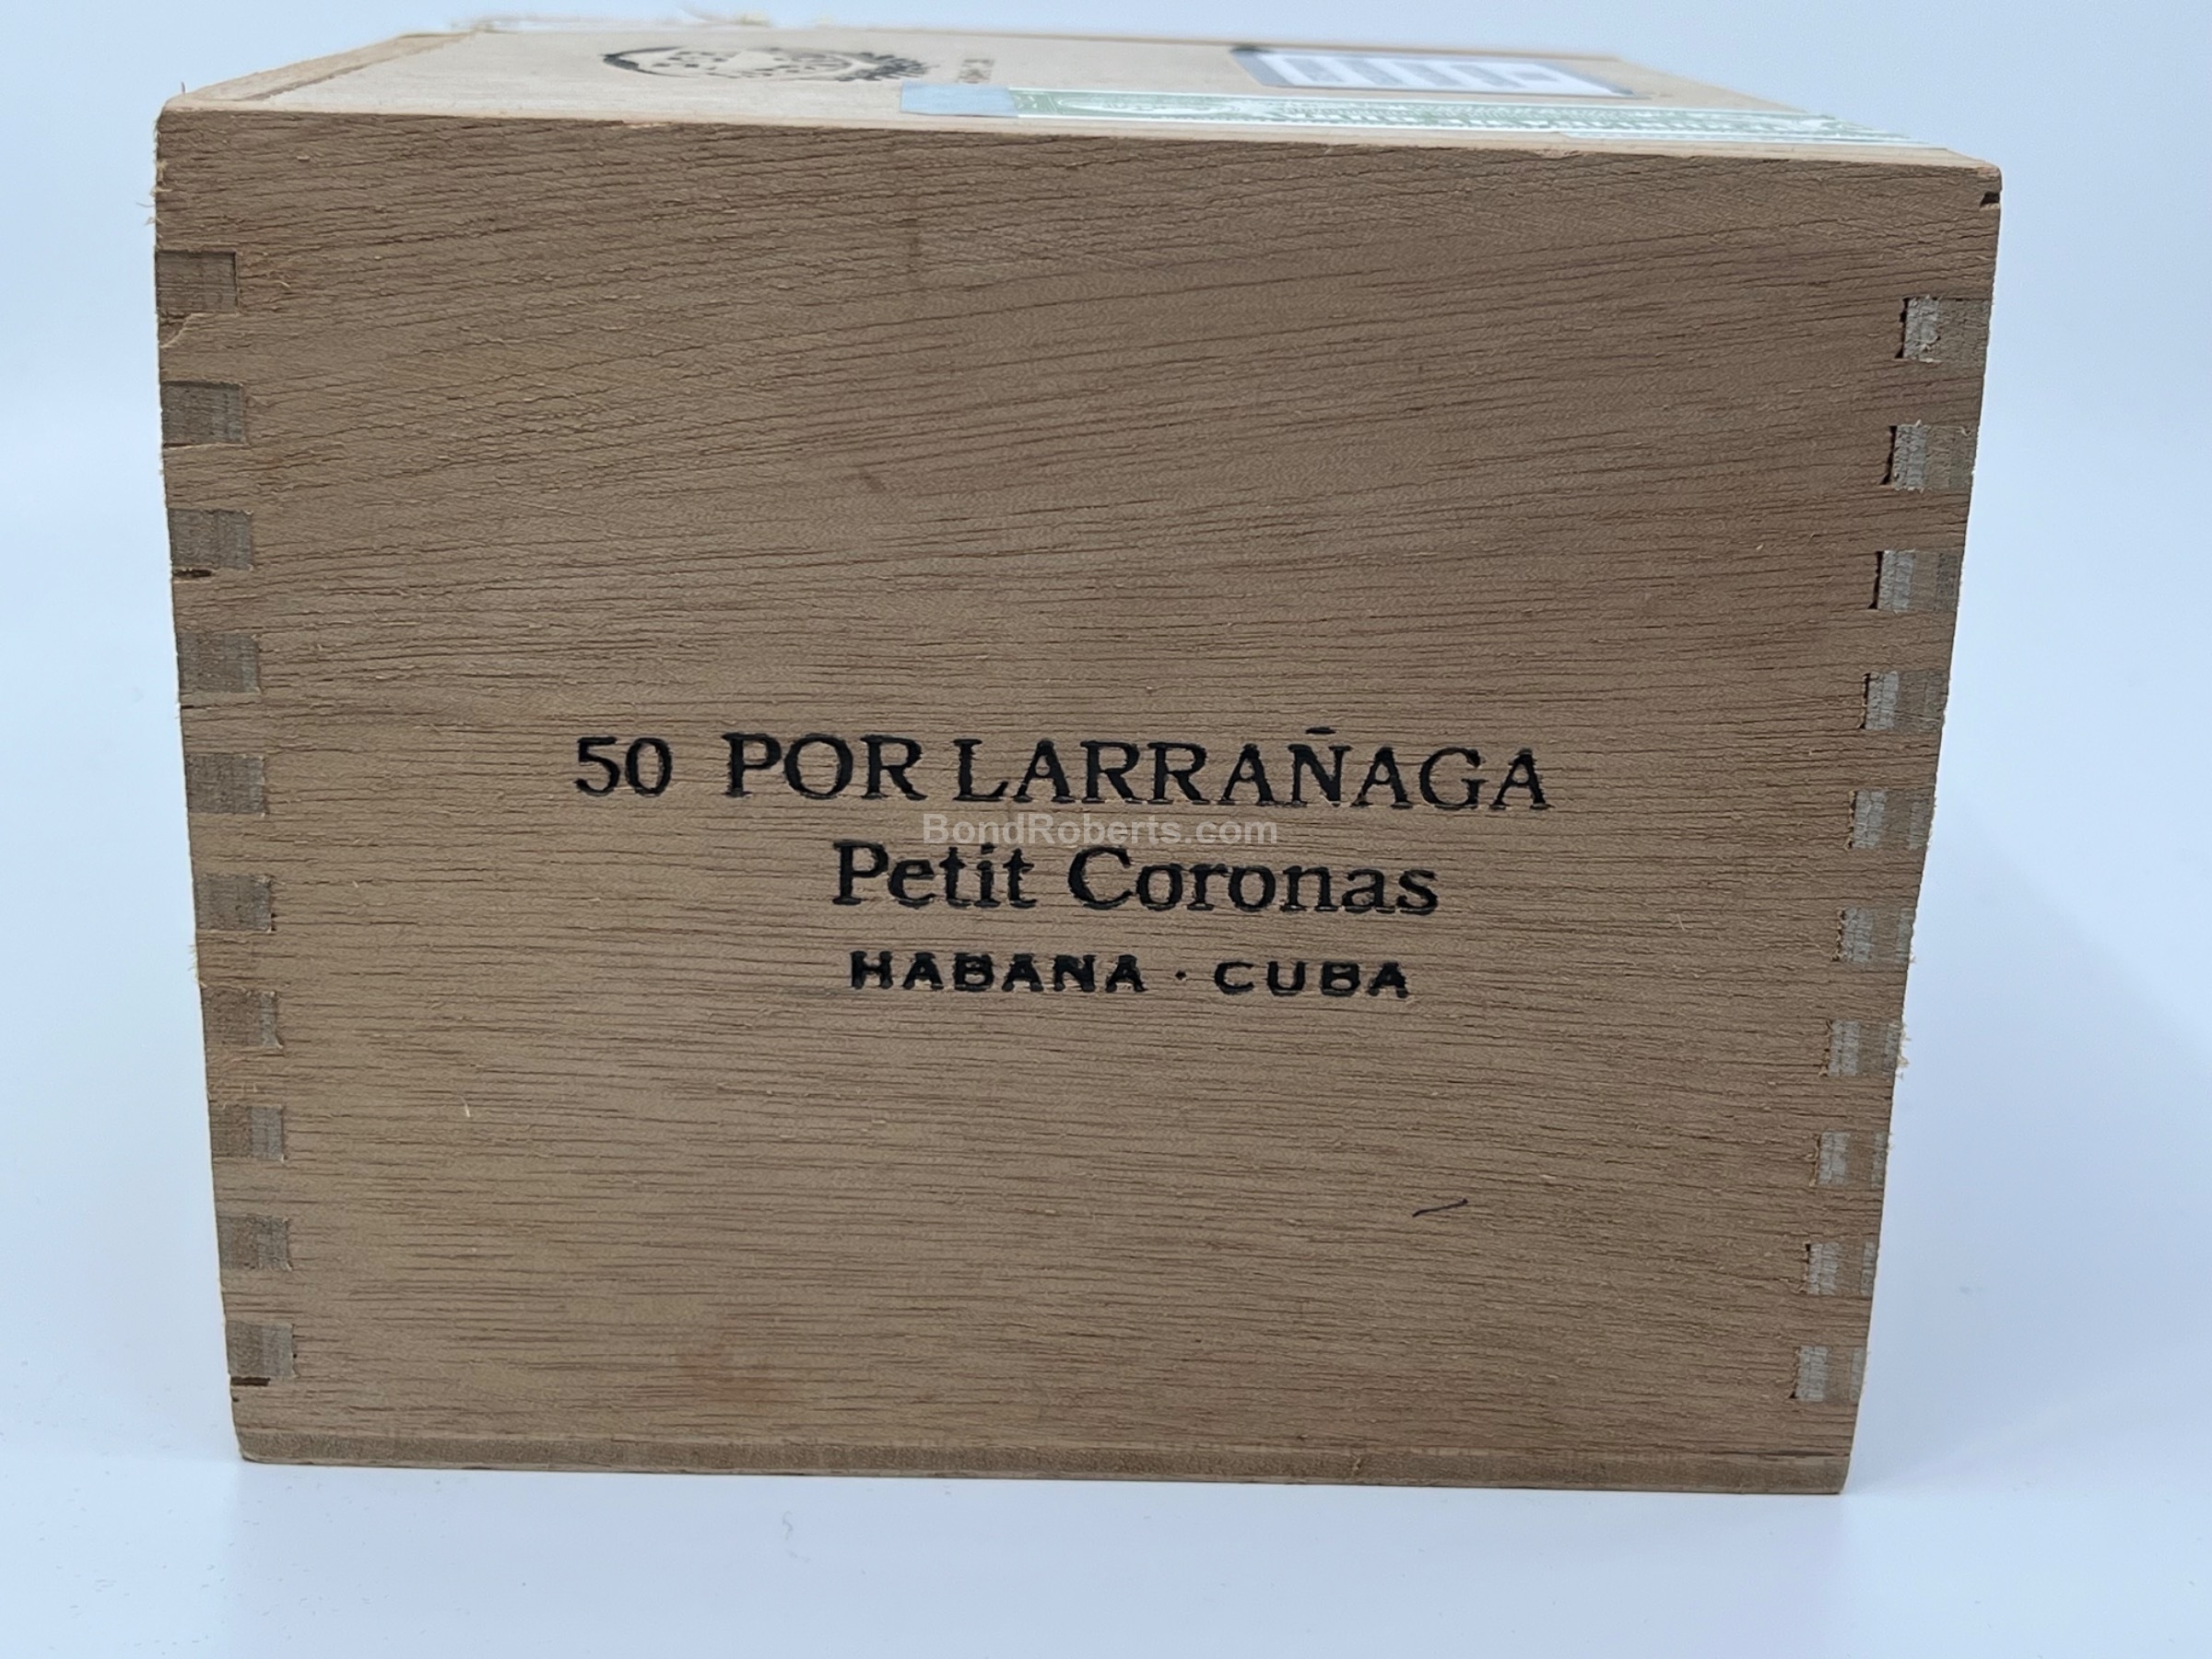 50 POR LARRAÑAGA
BondRoberts.com
Petit Coronas
HABANA · CUBA